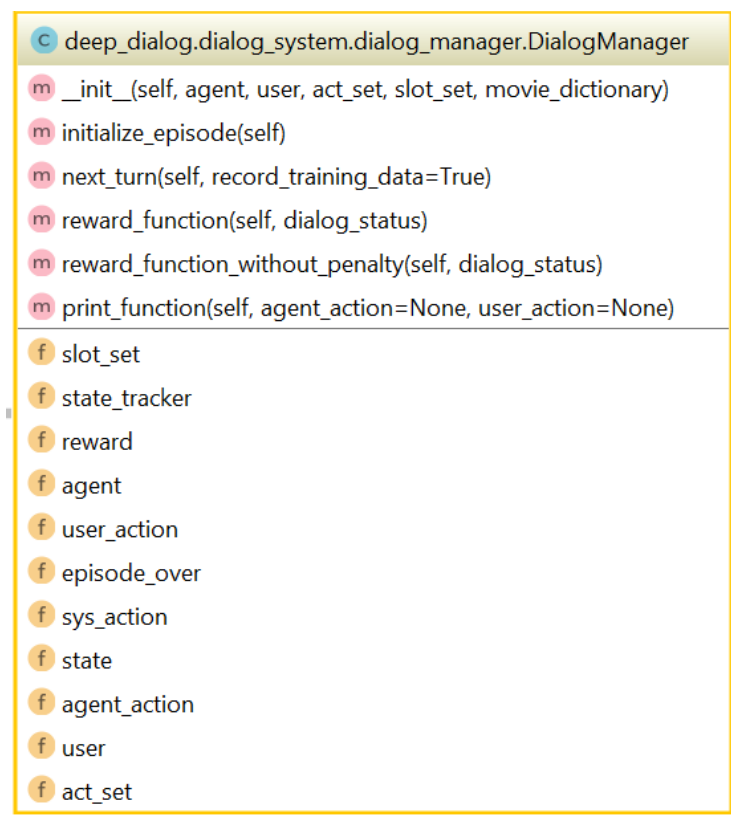 C deep_dialog.dialog_system.dialog_manager.DialogManager
m __init__(self, agent, user, act_set, slot_set, movie_dictionary)
m initialize_episode(self)
m next_turn(self, record_training_data=True)
m reward_function(self, dialog_status)
m reward_function_without_penalty(self, dialog_status)
m print_function(self, agent_action=None, user_action=None)
f slot_set
f state_tracker
f reward
f agent
f user_action
f episode_over
f sys_action
f state
f agent_action
f user
f act_set